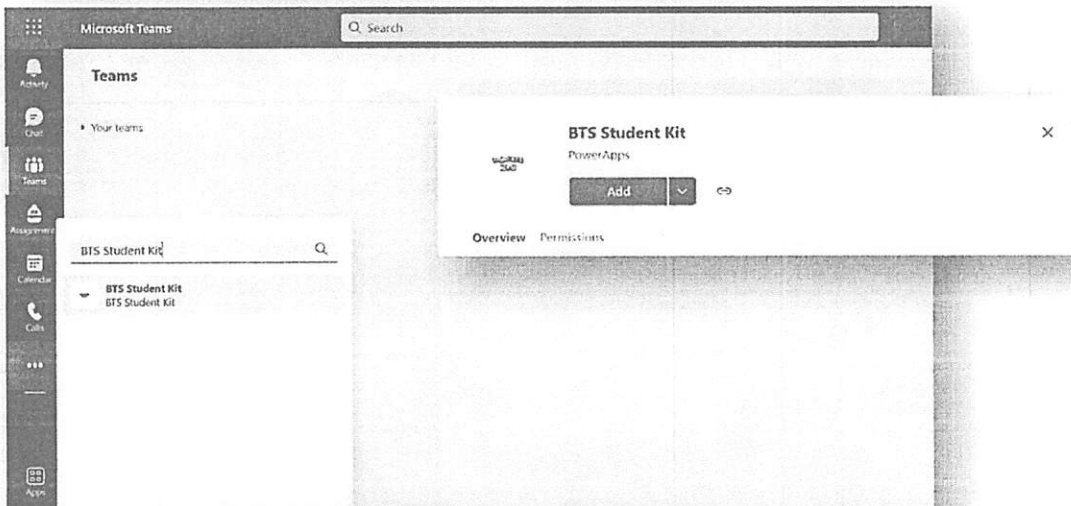 Microsoft Teams
Search
Activity
Teams
Chat
Your teams
Teams
Assignment
Calendar
Calls
Apps
BTS Student Kit
BTS Student Kit
BTS Student Kit
BTS Student Kit
PowerApps
Add
Overview Permissions